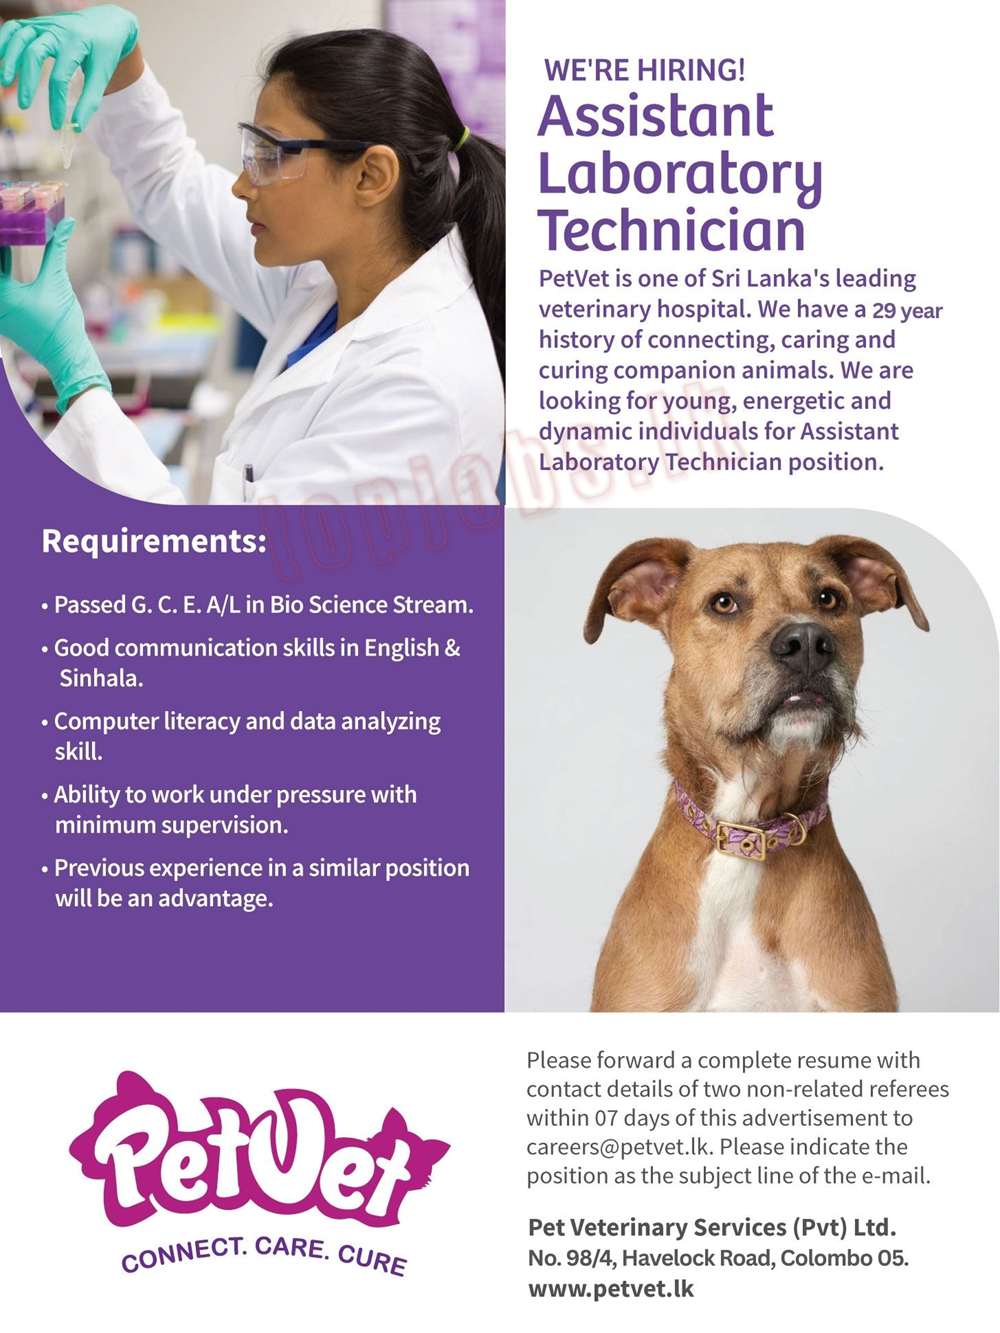 WE'RE HIRING!
Assistant
Laboratory
Technician
PetVet is one of Sri Lanka's leading
veterinary hospital. We have a 29 year
history of connecting, caring and
curing companion animals. We are
looking for young, energetic and
dynamic individuals for Assistant
Laboratory Technician position.
topjobs.lk
Requirements:
• Passed G. C. E. A/L in Bio Science Stream.
• Good communication skills in English &
Sinhala.
• Computer literacy and data analyzing
skill.
• Ability to work under pressure with
minimum supervision.
• Previous experience in a similar position
will be an advantage.
PetVet
CONNECT. CARE. CURE
Please forward a complete resume with
contact details of two non-related referees
within 07 days of this advertisement to
careers@petvet.lk. Please indicate the
position as the subject line of the e-mail.
Pet Veterinary Services (Pvt) Ltd.
No. 98/4, Havelock Road, Colombo 05.
www.petvet.lk